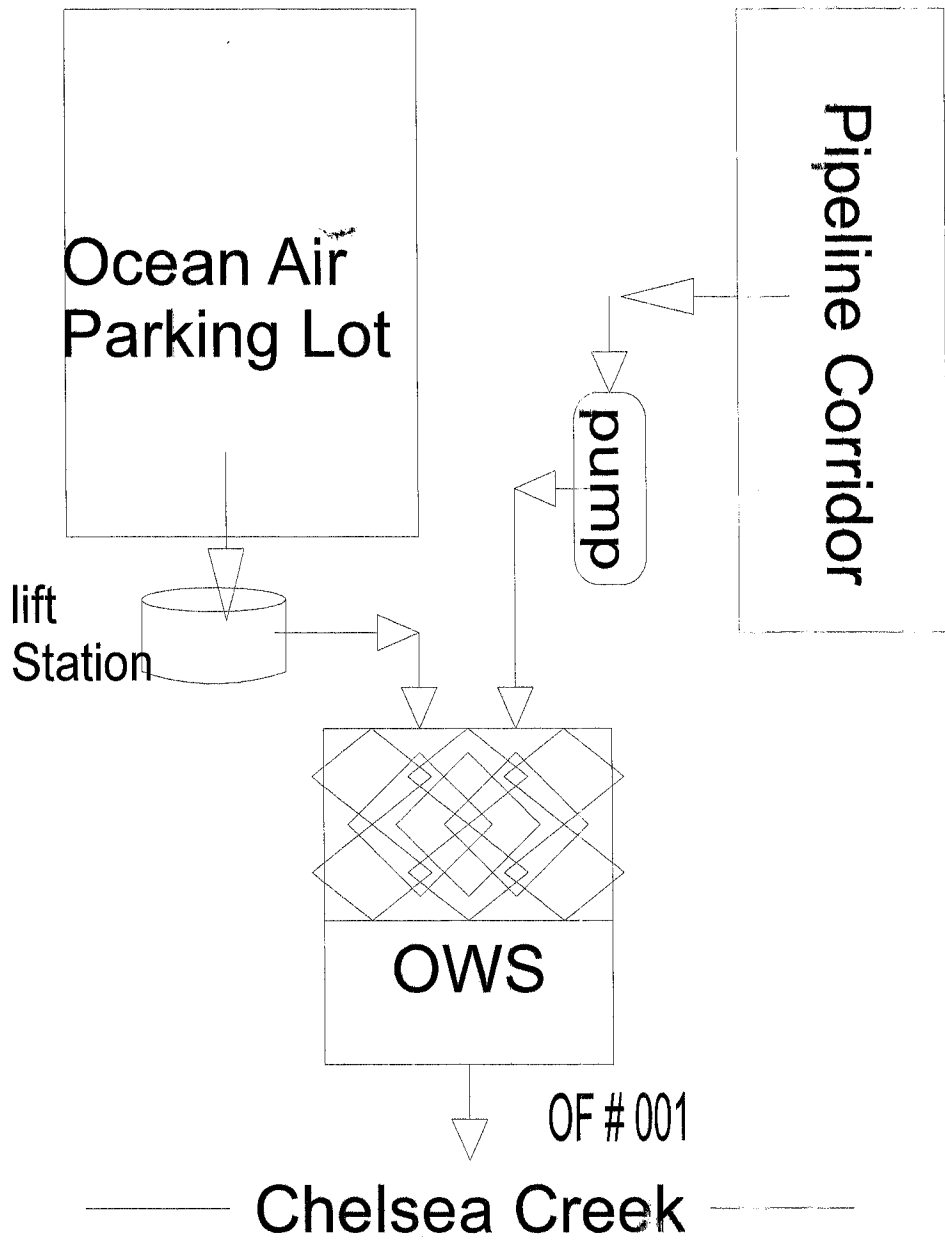 Ocean Air
Parking Lot
Pipeline Corridor
pump
lift
Station
OWS
OF # 001
Chelsea Creek